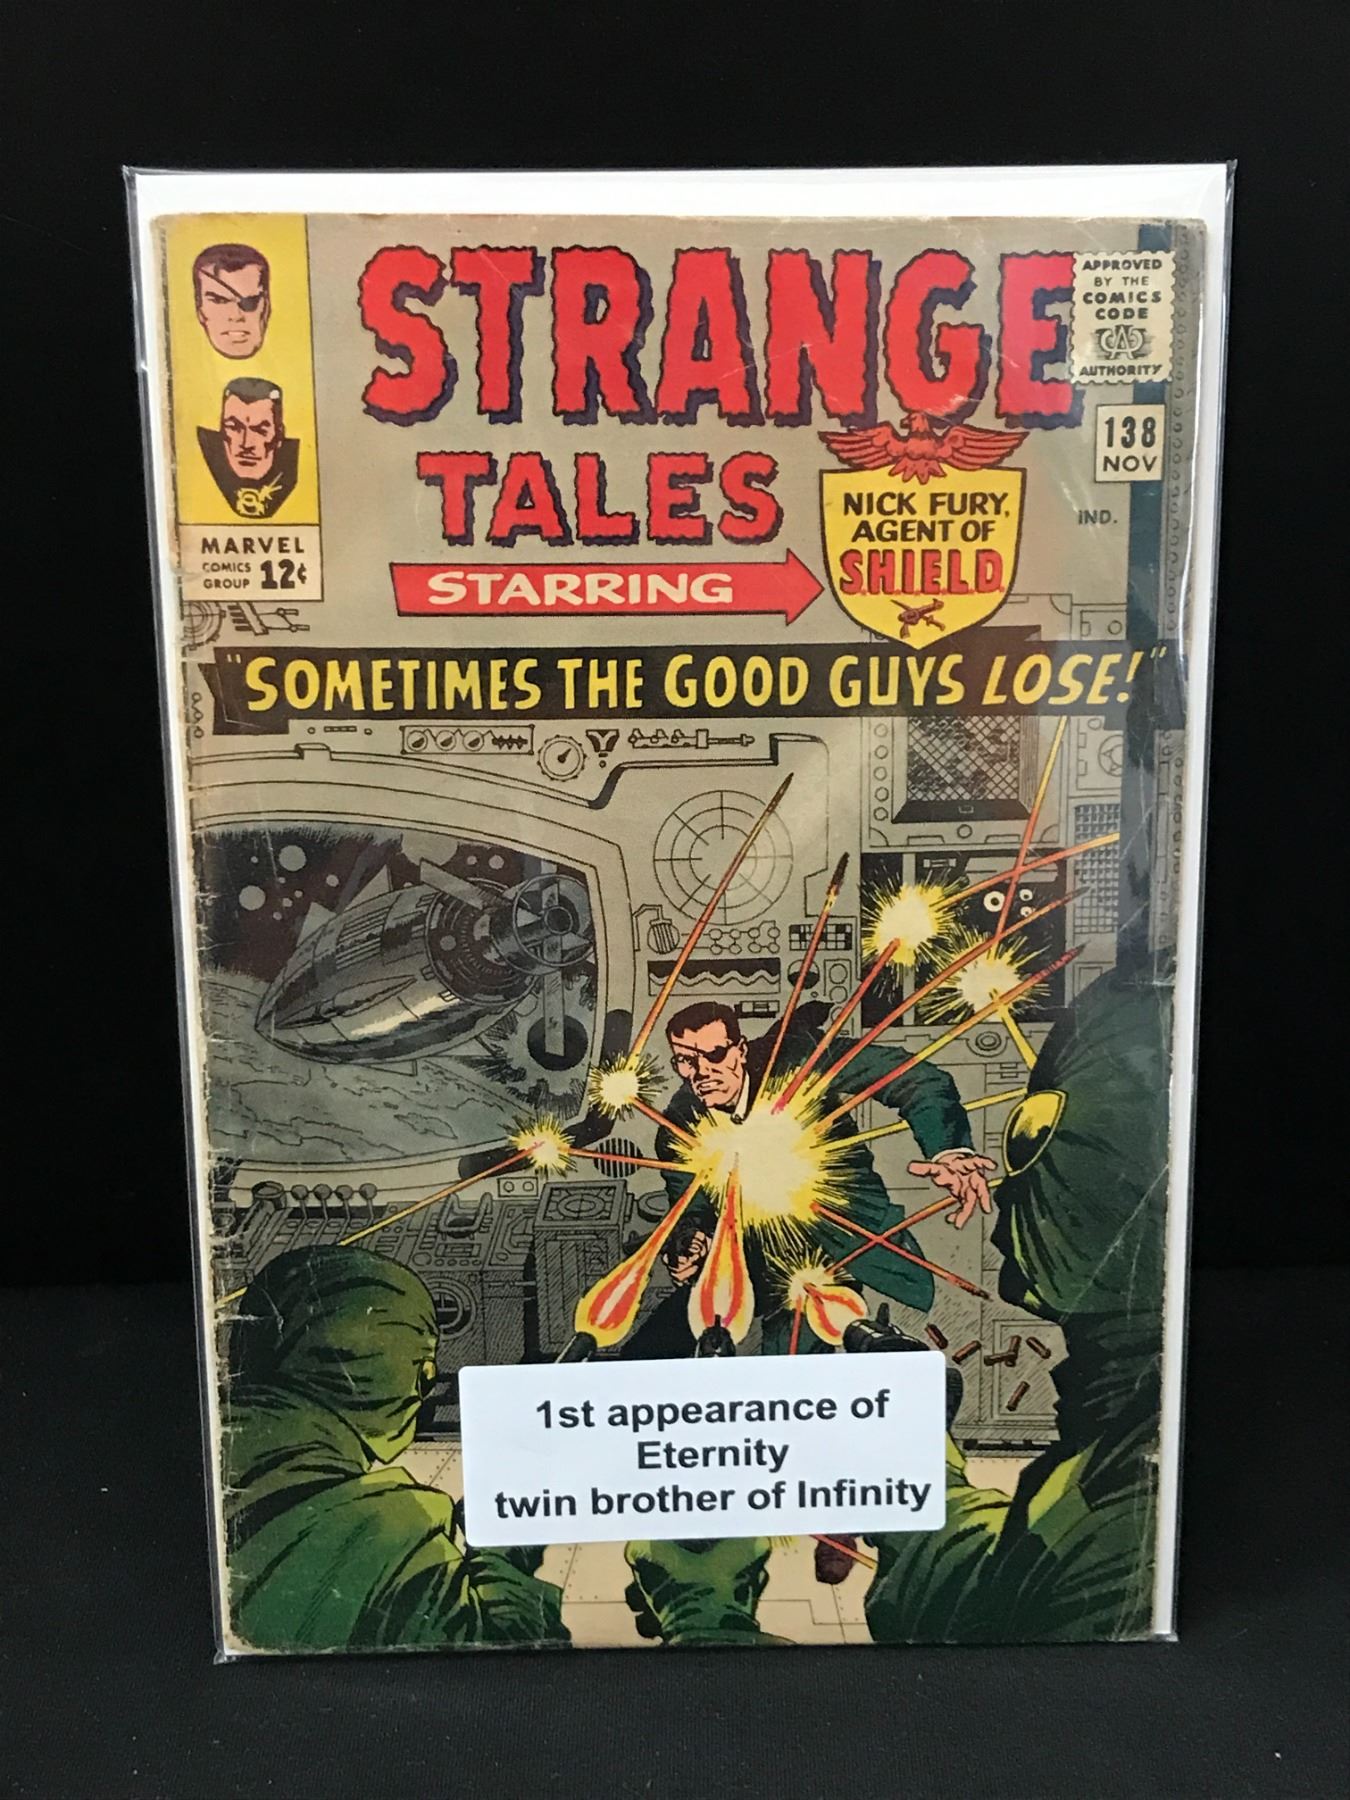 STRANGE
TALES
STARRING
APPROVED
BY THE
COMICS
CODE
CA
AUTHORITY
138
NOV
IND.
NICK FURY,
AGENT OF
S.H.I.E.L.D.
MARVEL
COMICS
GROUP 12¢
"SOMETIMES THE GOOD GUYS LOSE!"
1st appearance of
Eternity
twin brother of Infinity